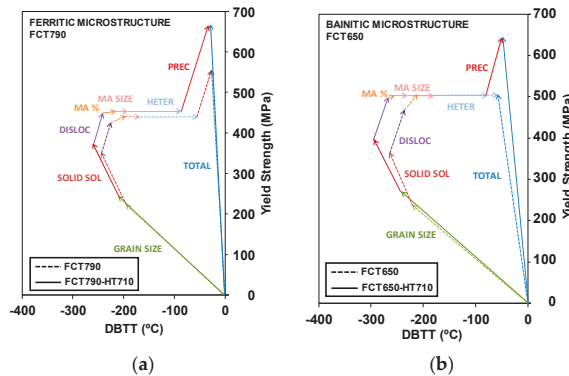 FERRITIC MICROSTRUCTURE
FCT790
700
600
500
400
300
200
100
0
Yield Strength (MPa)
PREC
MA SIZE
MA %
HETER
DISLOC
TOTAL
SOLID SOL
GRAIN SIZE
FCT790
FCT790-HT710
-400 -300 -200 -100 0
DBTT (ºC)
(a)
BAINITIC MICROSTRUCTURE
FCT650
700
600
500
400
300
200
100
0
Yield Strength (MPa)
PREC
MA SIZE
MA %
HETER
DISLOC
TOTAL
SOLID SOL
GRAIN SIZE
FCT650
FCT650-HT710
-400 -300 -200 -100 0
DBTT (ºC)
(b)